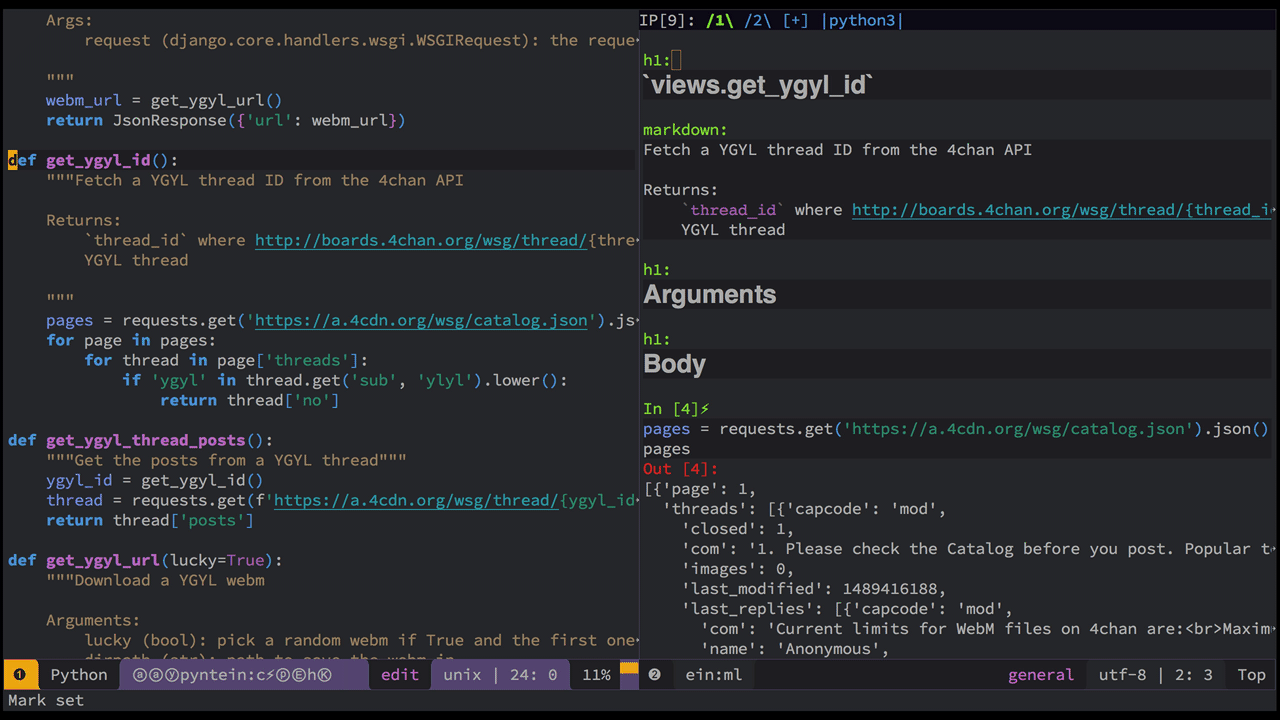 Args:
request (django.core.handlers.wsgi.WSGIRequest): the reque
"""
webm_url = get_ygyl_url()
return JsonResponse({'url': webm_url})
def get_ygyl_id():
"""Fetch a YGYL thread ID from the 4chan API
Returns:
`thread_id` where http://boards.4chan.org/wsg/thread/{thre
YGYL thread
"""
pages = requests.get('https://a.4cdn.org/wsg/catalog.json').js
for page in pages:
for thread in page['threads']:
if 'ygyl' in thread.get('sub', 'ylyl').lower():
return thread['no']
def get_ygyl_thread_posts():
"""Get the posts from a YGYL thread"""
ygyl_id = get_ygyl_id()
thread = requests.get(f'https://a.4cdn.org/wsg/thread/{ygyl_id
return thread['posts']
def get_ygyl_url(lucky=True):
"""Download a YGYL webm
Arguments:
lucky (bool): pick a random webm if True and the first one
❶ Python ⓐⓐⓨpyntein:c⚡ⓟⒺhⓀ edit unix | 24: 0 11%
IP[9]: /1\ /2\ [+] |python3|
h1:
`views.get_ygyl_id`
markdown:
Fetch a YGYL thread ID from the 4chan API
Returns:
`thread_id` where http://boards.4chan.org/wsg/thread/{thread_i
YGYL thread
h1:
Arguments
h1:
Body
In [4]⚡
pages = requests.get('https://a.4cdn.org/wsg/catalog.json').json()
pages
Out [4]:
[{'page': 1,
'threads': [{'capcode': 'mod',
'closed': 1,
'com': '1. Please check the Catalog before you post. Popular t
'images': 0,
'last_modified': 1489416188,
'last_replies': [{'capcode': 'mod',
'com': 'Current limits for WebM files on 4chan are:<br>Maxim
'name': 'Anonymous',
❷ ein:ml general utf-8 | 2: 3 Top
Mark set